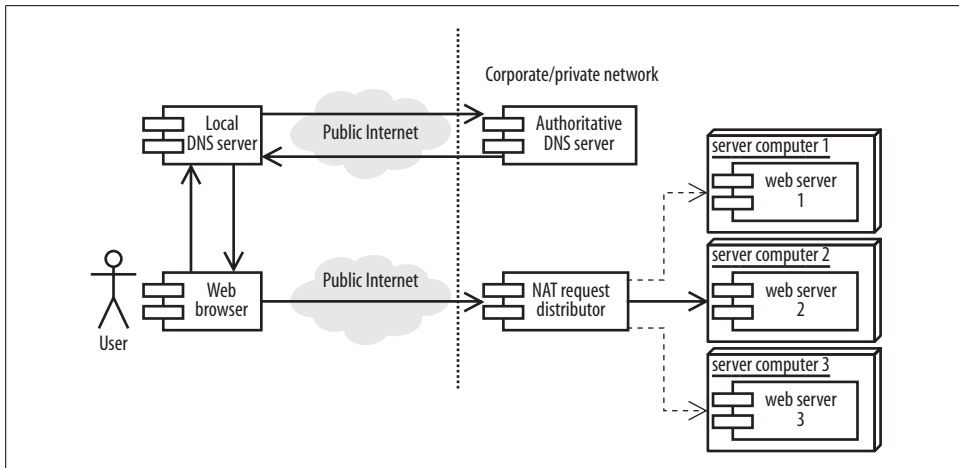 Corporate/private network
Local
DNS server
Public Internet
Authoritative
DNS server
server computer 1
web server
1
User
Web
browser
Public Internet
NAT request
distributor
server computer 2
web server
2
server computer 3
web server
3